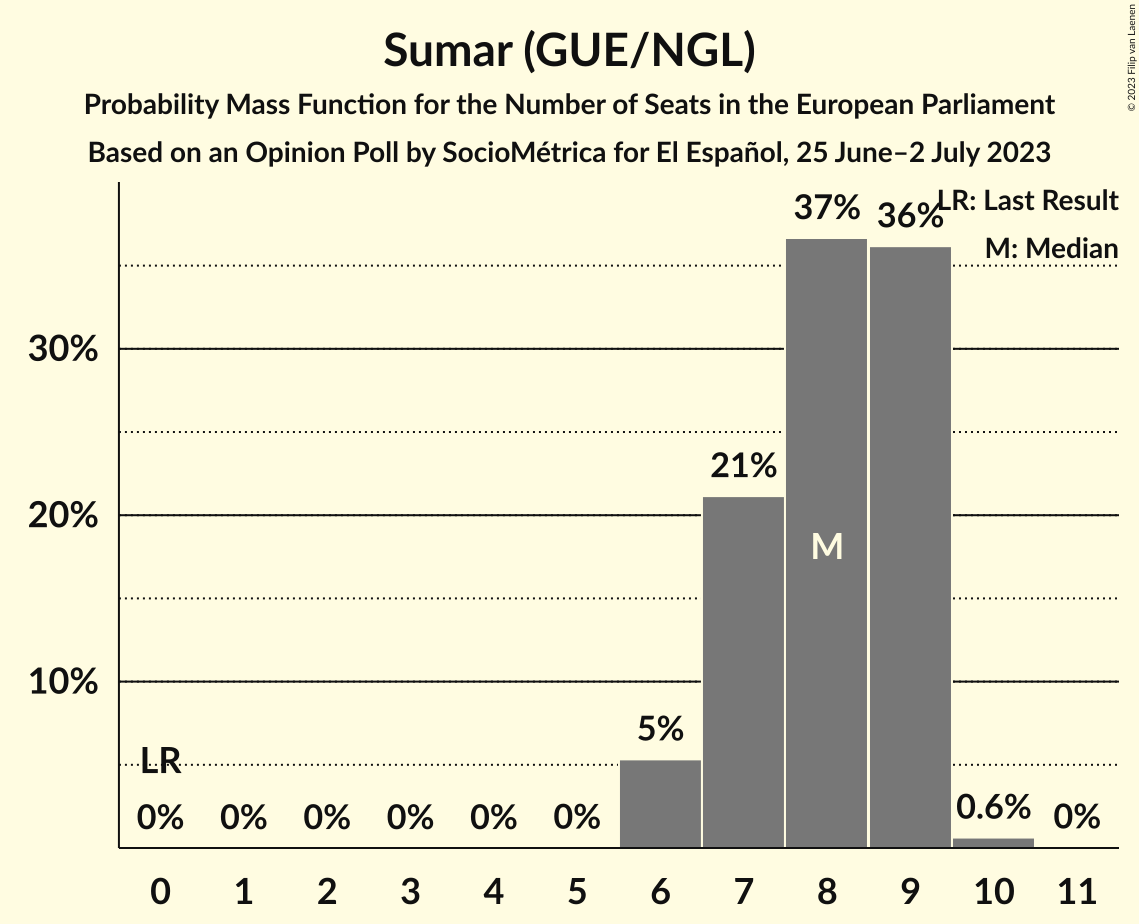 Sumar (GUE/NGL)
Probability Mass Function for the Number of Seats in the European Parliament
Based on an Opinion Poll by SocioMétrica for El Español, 25 June–2 July 2023
© 2023 Filip van Laenen
LR: Last Result
M: Median
37%
36%
30%
21%
20%
M
10%
5%
LR
0%
0%
0%
0%
0%
0%
0.6%
0%
0 1 2 3 4 5 6 7 8 9 10 11